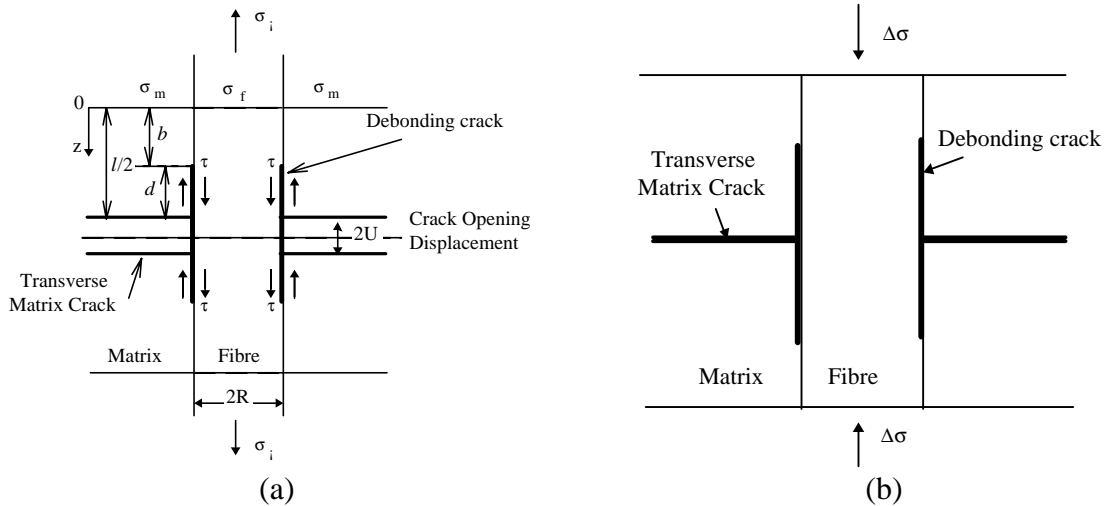 σ i
σ m
σ f
σ m
0
z
b
l/2
d
τ
τ
Debonding crack
Crack Opening
Displacement
2U
Transverse
Matrix Crack
τ
τ
Matrix
Fibre
2R
σ i
(a)
Δσ
Debonding crack
Transverse
Matrix Crack
Matrix
Fibre
Δσ
(b)